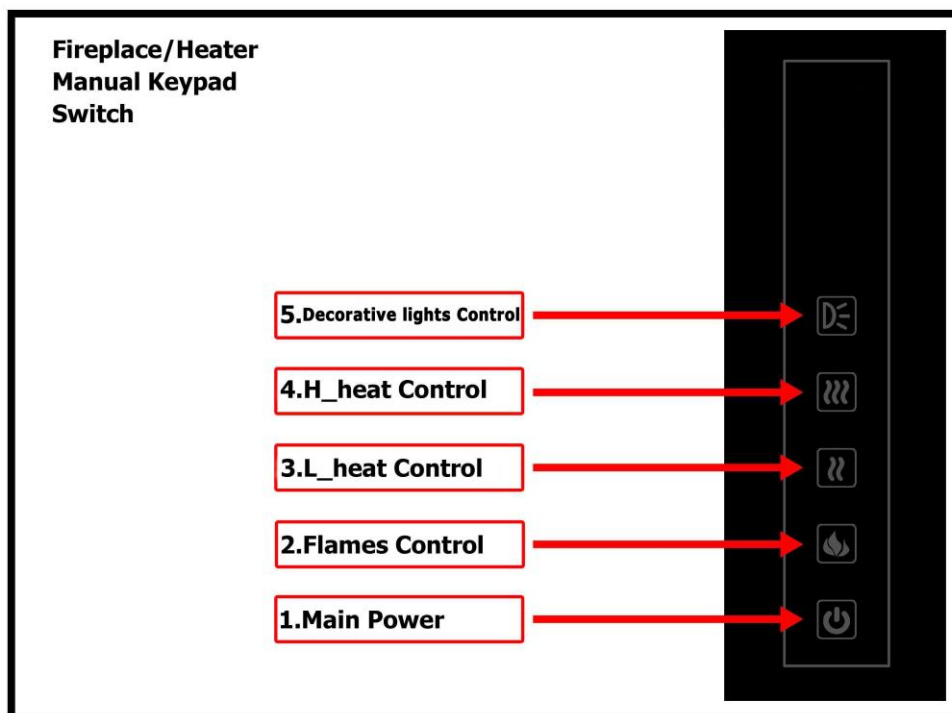 Fireplace/Heater
Manual Keypad
Switch
5.Decorative lights Control
4.H_heat Control
3.L_heat Control
2.Flames Control
1.Main Power